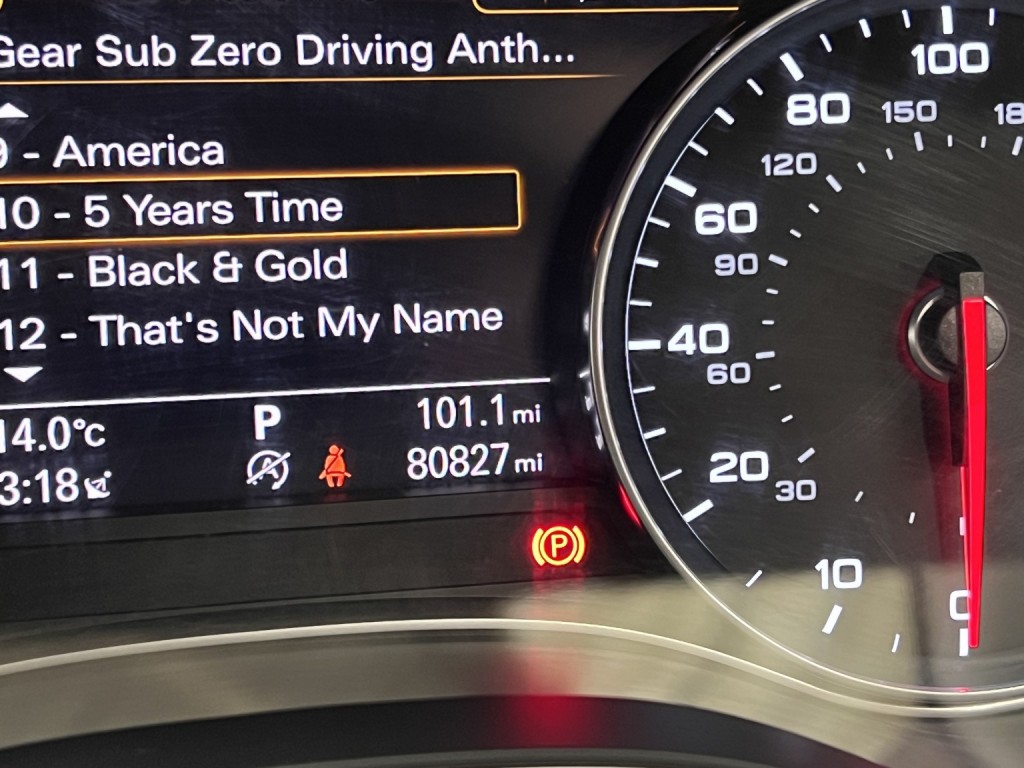 Gear Sub Zero Driving Anth...
9 - America
10 - 5 Years Time
11 - Black & Gold
12 - That's Not My Name
14.0°C
P
101.1 mi
3:18
A
80827 mi
P
100
80
150
18
120
60
90
40
60
20
30
10
0